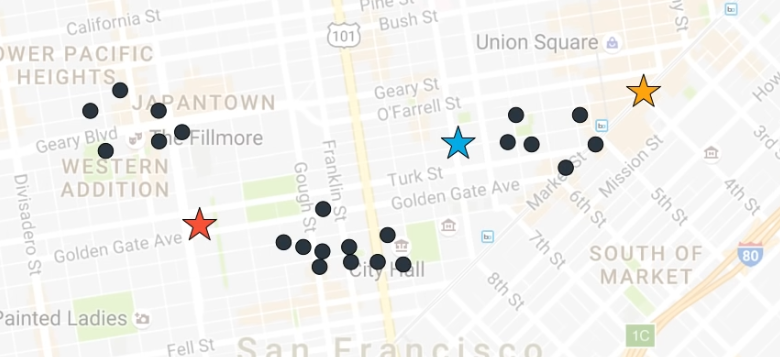 California St
Pine St
Bush St
101
Union Square
OWER PACIFIC
HEIGHTS
JAPANTOWN
Geary St
O'Farrell St
Geary Blvd
The Fillmore
WESTERN
ADDITION
Divisadero St
Gough St
Franklin St
Turk St
Golden Gate Ave
Market St
Mission St
6th St
5th St
4th St
3rd
7th St
8th St
Golden Gate Ave
City Hall
SOUTH OF
MARKET
80
Painted Ladies
Fell St
San Francisco
1C